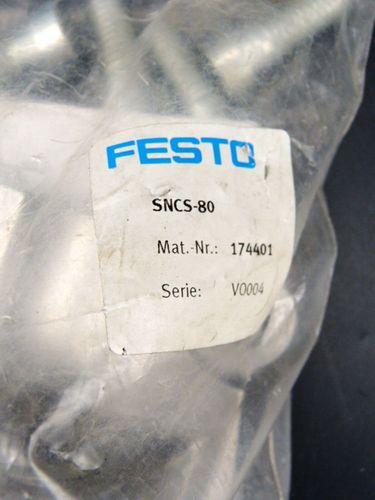 FESTO
SNCS-80
Mat.-Nr.: 174401
Serie: V0004